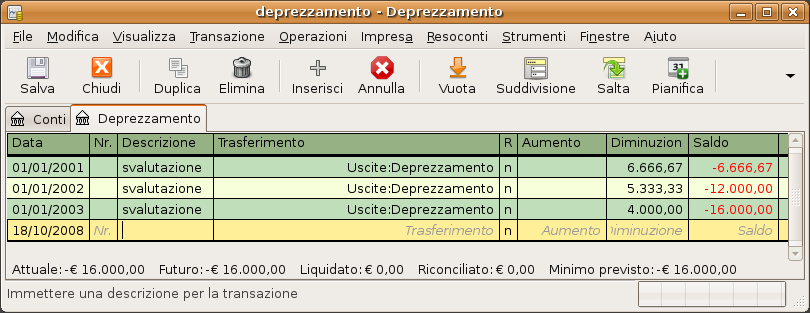 deprezzamento - Deprezzamento
File Modifica Visualizza Transazione Operazioni Impresa Resoconti Strumenti Finestre Aiuto
Salva Chiudi Duplica Elimina Inserisci Annulla Vuota Suddivisione Salta Pianifica
Conti Deprezzamento
Data Nr. Descrizione Trasferimento R Aumento Diminuzion Saldo
01/01/2001 svalutazione Uscite:Deprezzamento n 6.666,67 -6.666,67
01/01/2002 svalutazione Uscite:Deprezzamento n 5.333,33 -12.000,00
01/01/2003 svalutazione Uscite:Deprezzamento n 4.000,00 -16.000,00
18/10/2008 Nr. Trasferimento n Aumento Diminuzione Saldo
Attuale: -€ 16.000,00 Futuro: -€ 16.000,00 Liquidato: € 0,00 Riconciliato: € 0,00 Minimo previsto: -€ 16.000,00
Immettere una descrizione per la transazione